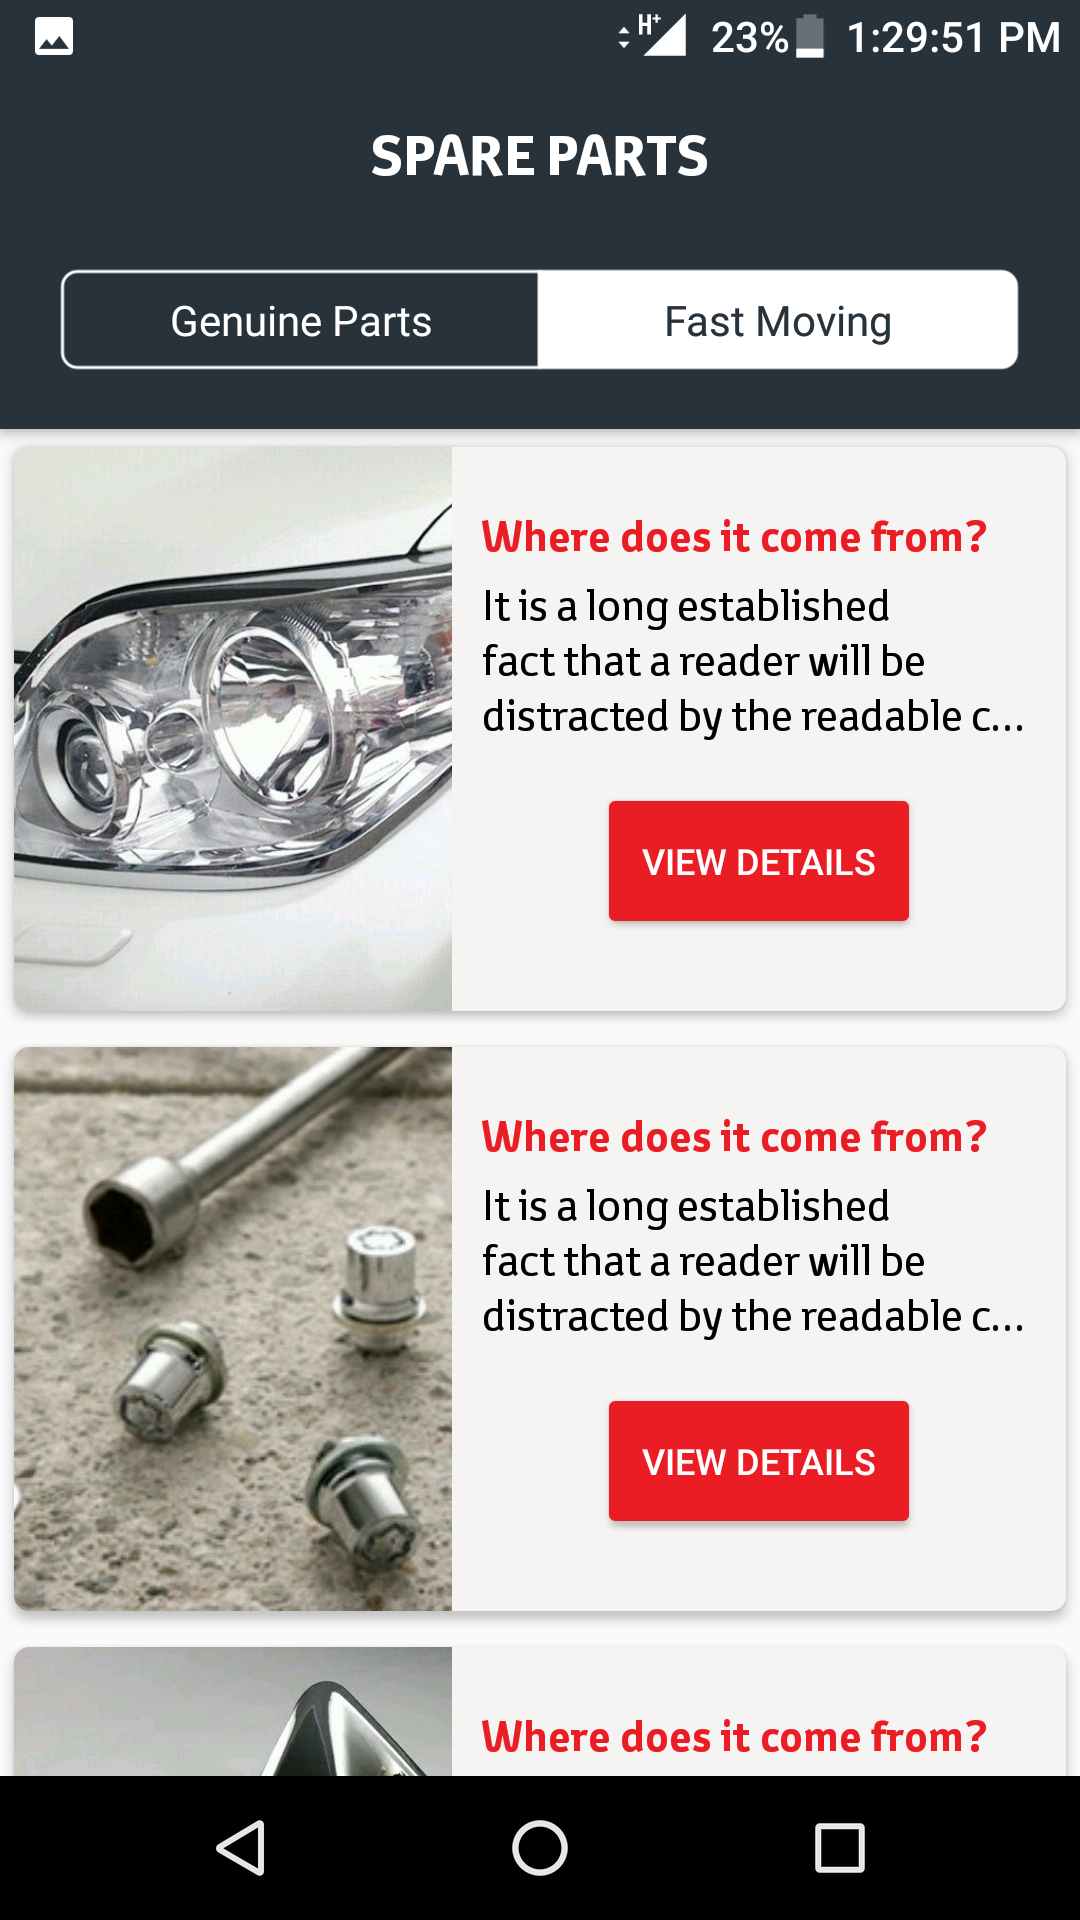 H+ 23% 1:29:51 PM
SPARE PARTS
Genuine Parts Fast Moving
Where does it come from?
It is a long established
fact that a reader will be
distracted by the readable c...
VIEW DETAILS
Where does it come from?
It is a long established
fact that a reader will be
distracted by the readable c...
VIEW DETAILS
Where does it come from?